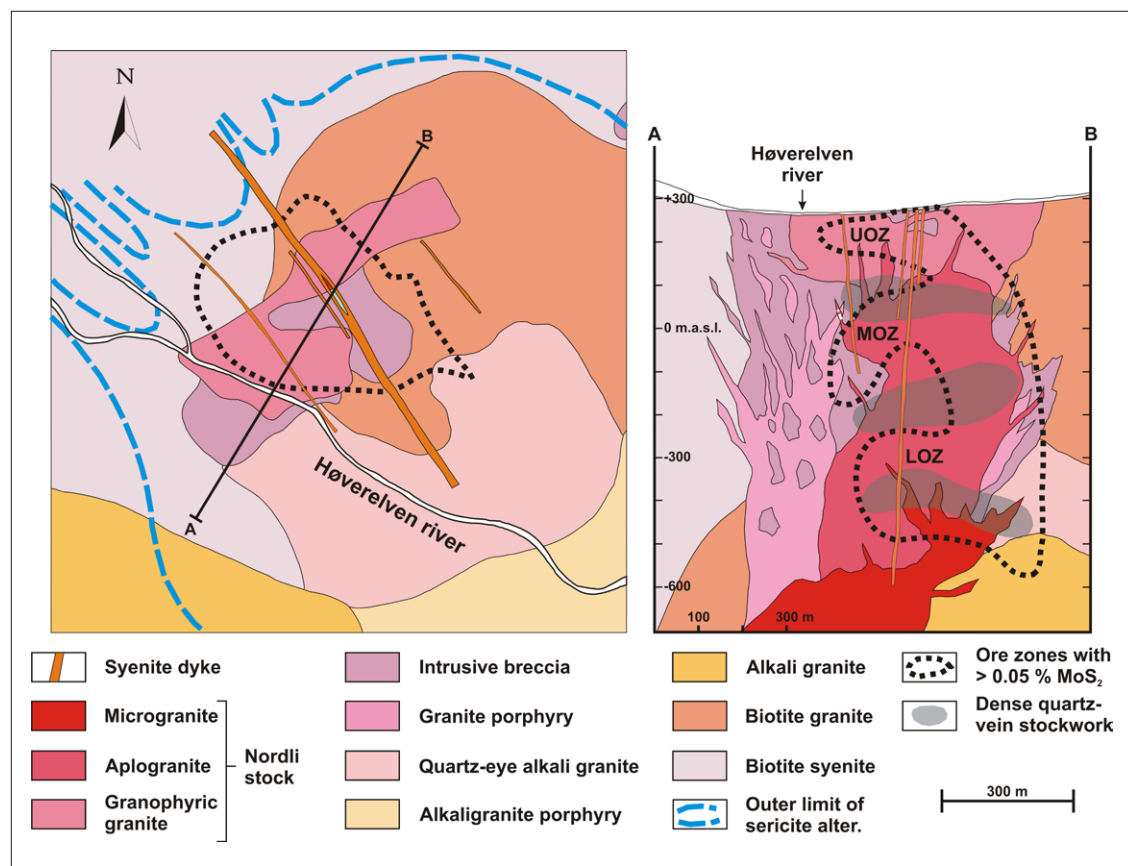 N
B
A
Høverelven river
A
B
Høverelven
river
+300
0 m.a.s.l.
-300
-600
UOZ
MOZ
LOZ
100
300 m
Syenite dyke
Microgranite
Aplogranite
Granophyric
granite
Nordli
stock
Intrusive breccia
Granite porphyry
Quartz-eye alkali granite
Alkaligranite porphyry
Alkali granite
Biotite granite
Biotite syenite
Outer limit of
sericite alter.
Ore zones with
> 0.05 % MoS₂
Dense quartz-
vein stockwork
300 m